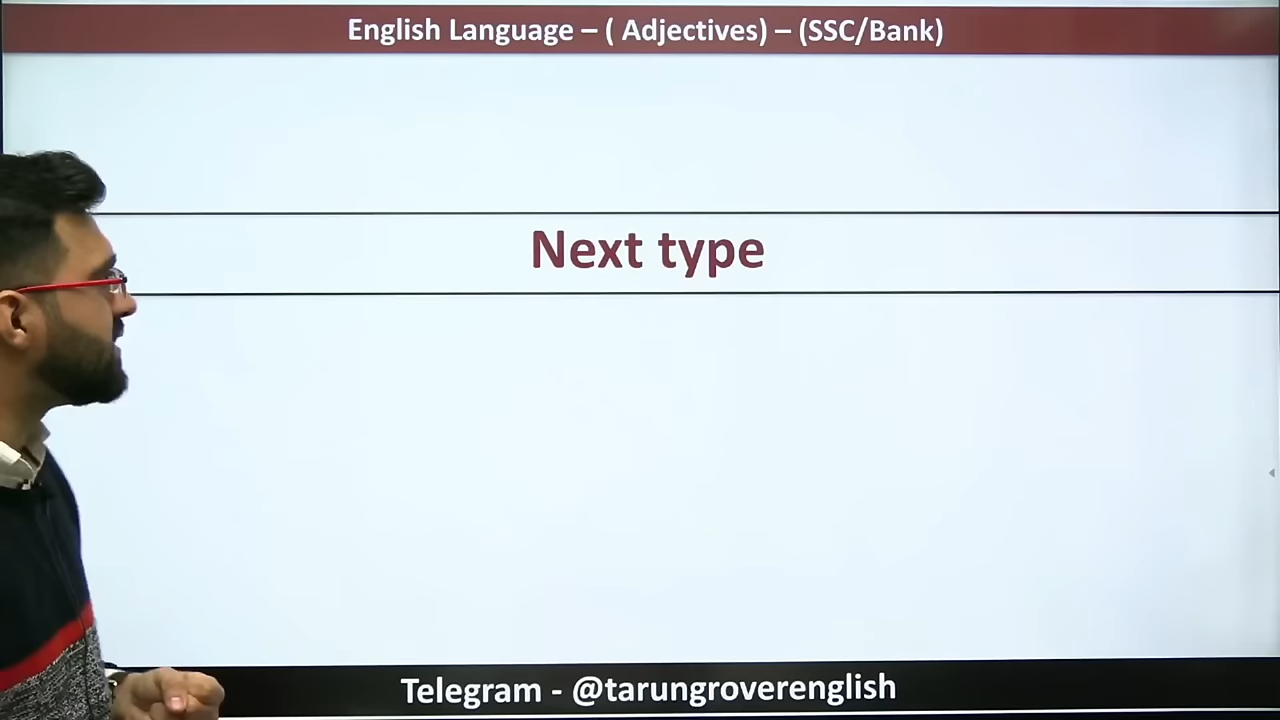 English Language – ( Adjectives) – (SSC/Bank)
Next type
Telegram - @tarungroverenglish